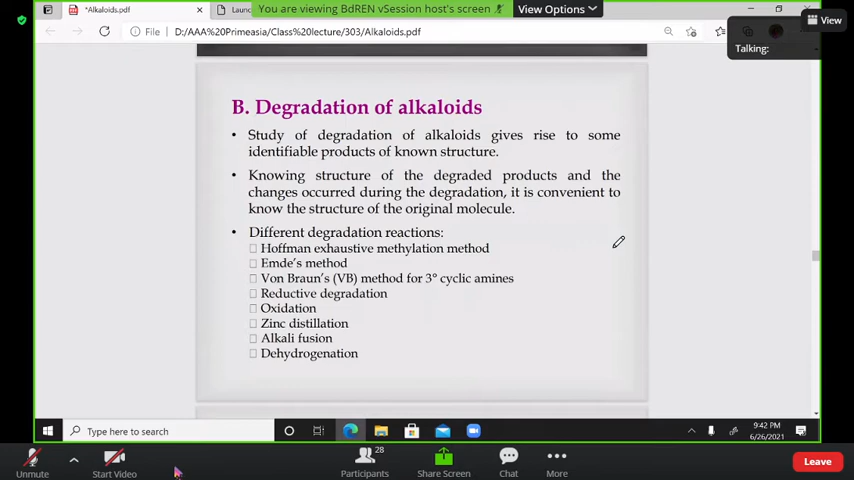 You are viewing BdREN vSession host's screen
View Options
*Alkaloids.pdf
Launc
View
File
D:/AAA%20Primeasia/Class%20lecture/303/Alkaloids.pdf
Talking:
B. Degradation of alkaloids
• Study of degradation of alkaloids gives rise to some
identifiable products of known structure.
• Knowing structure of the degraded products and the
changes occurred during the degradation, it is convenient to
know the structure of the original molecule.
• Different degradation reactions:
Hoffman exhaustive methylation method
Emde's method
Von Braun's (VB) method for 3° cyclic amines
Reductive degradation
Oxidation
Zinc distillation
Alkali fusion
Dehydrogenation
Type here to search
9:42 PM
6/26/2021
28
Unmute
Start Video
Participants
Share Screen
Chat
More
Leave